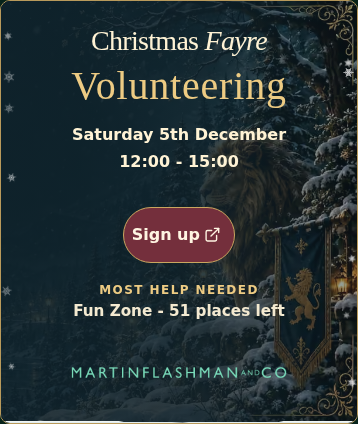 Christmas Fayre
Volunteering
Saturday 5th December
12:00 - 15:00
Sign up
MOST HELP NEEDED
Fun Zone - 51 places left
MARTINFLASHMANANDCO